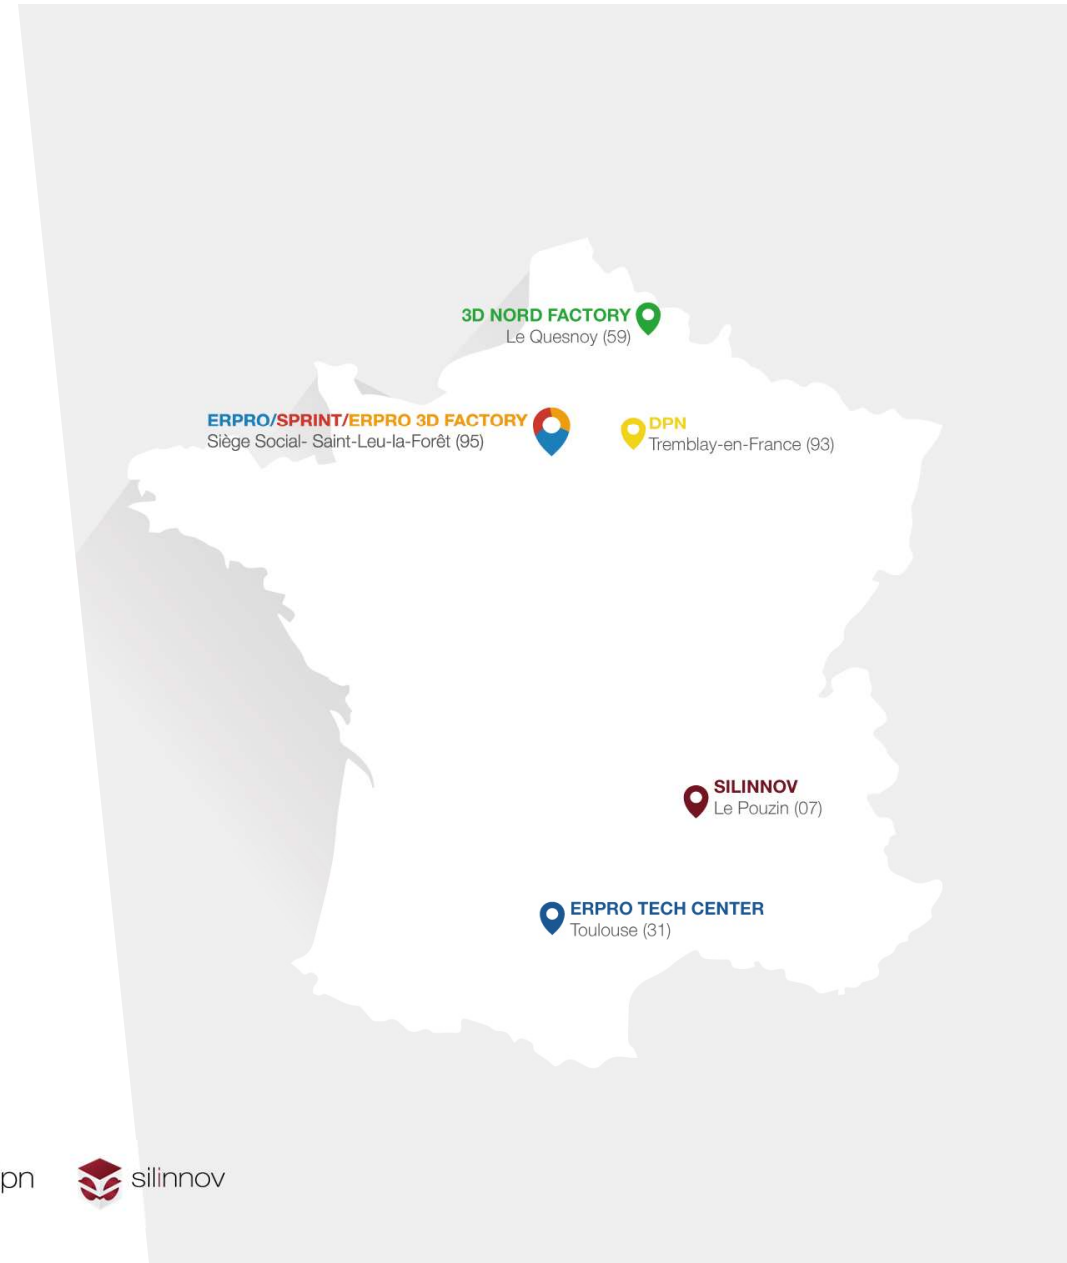 3D NORD FACTORY
Le Quesnoy (59)
ERPRO/SPRINT/ERPRO 3D FACTORY
Siège Social- Saint-Leu-la-Forêt (95)
DPN
Tremblay-en-France (93)
SILINNOV
Le Pouzin (07)
ERPRO TECH CENTER
Toulouse (31)
pn
silinnov